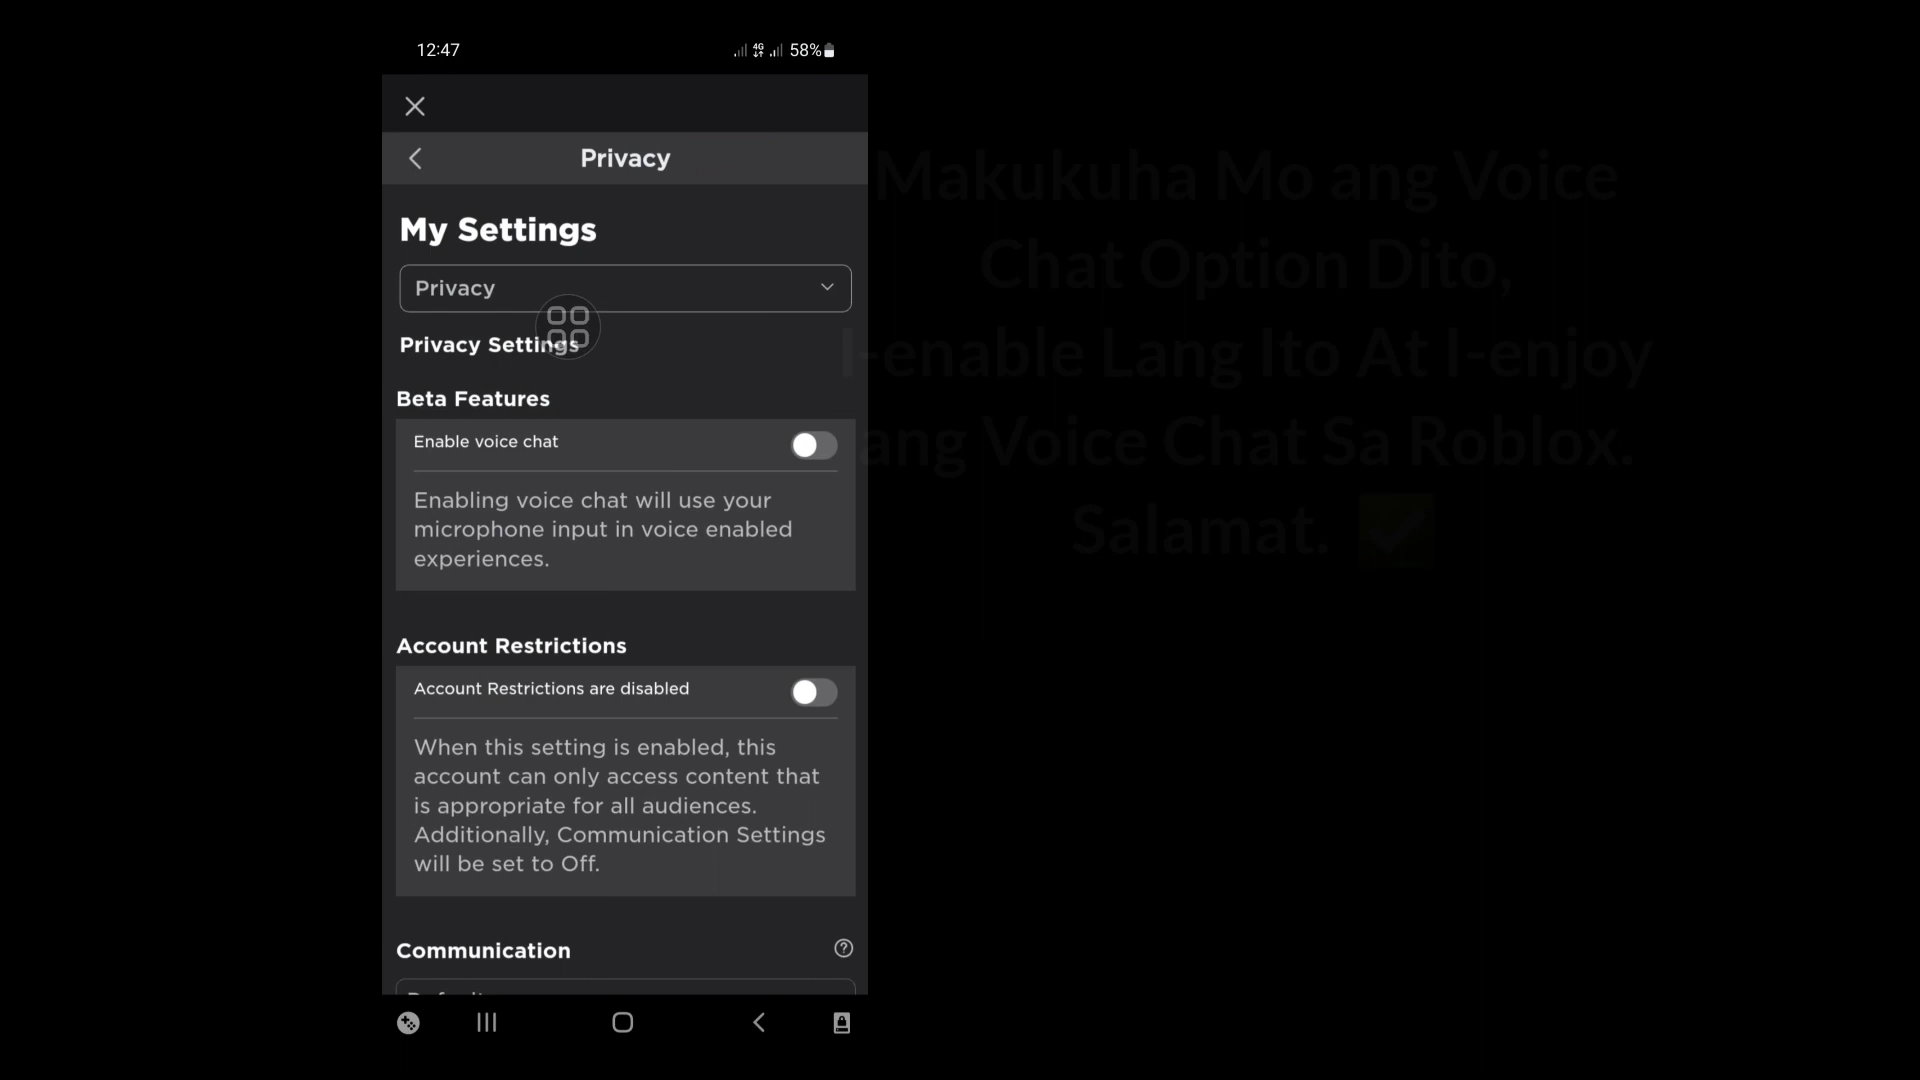 12:47
4G 58%
Privacy
My Settings
Privacy
Privacy Settings
Beta Features
Enable voice chat
Enabling voice chat will use your
microphone input in voice enabled
experiences.
Account Restrictions
Account Restrictions are disabled
When this setting is enabled, this
account can only access content that
is appropriate for all audiences.
Additionally, Communication Settings
will be set to Off.
Communication
Makukuha Mo ang Voice
Chat Option Dito,
I-enable Lang Ito At I-enjoy
ang Voice Chat Sa Roblox.
Salamat. ✅